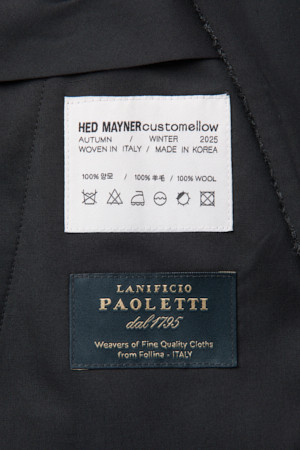 HED MAYNERcustomellow
AUTUMN / WINTER 2025
WOVEN IN ITALY / MADE IN KOREA
100% 양모 / 100% 羊毛 / 100% WOOL
LANIFICIO
PAOLETTI
dal 1795
Weavers of Fine Quality Cloths
from Follina - ITALY